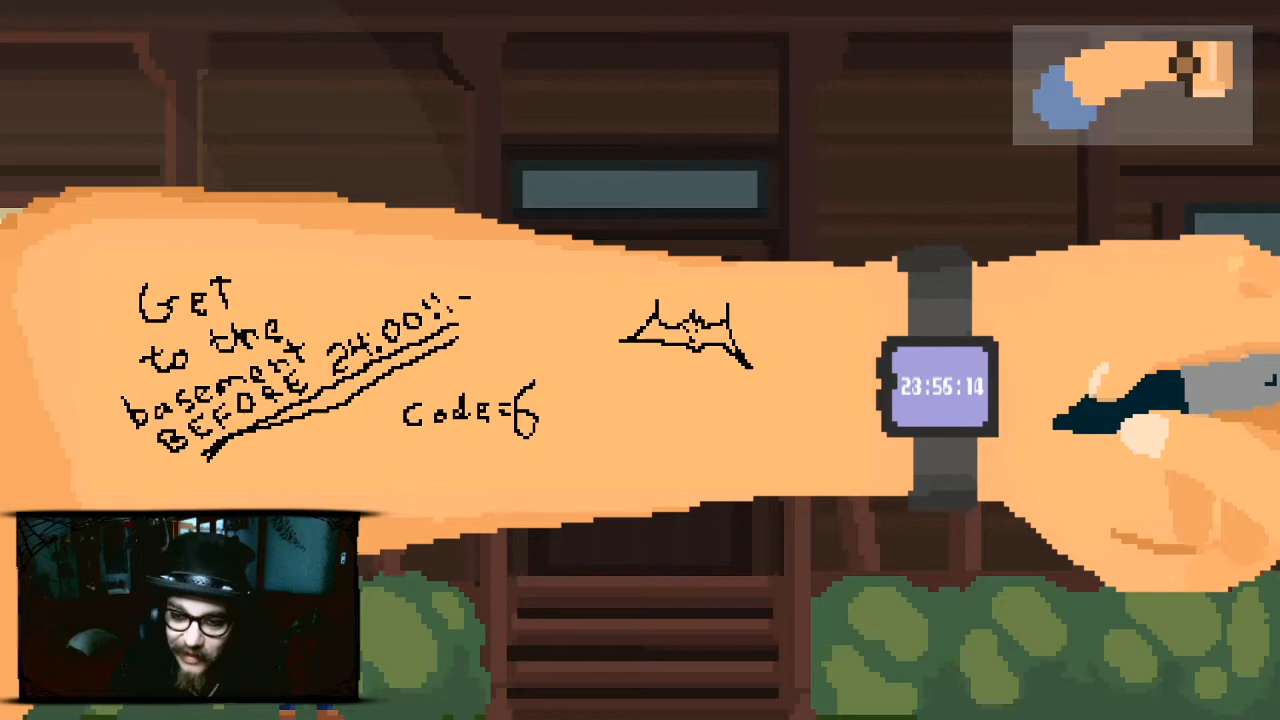 GET
to the
basement
BEFORE 24.00!!-
code=6
23:56:14